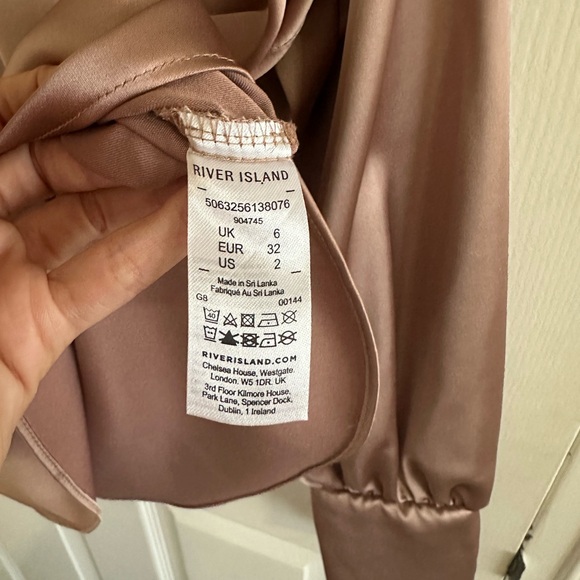 RIVER ISLAND
5063256138076
904745
UK 6
EUR 32
US 2
Made in Sri Lanka
Fabriqué Au Sri Lanka
G8 00144
40
RIVERISLAND.COM
Chelsea House, Westgate.
London. W5 1DR. UK
3rd Floor Kilmore House,
Park Lane, Spencer Dock,
Dublin, 1 Ireland